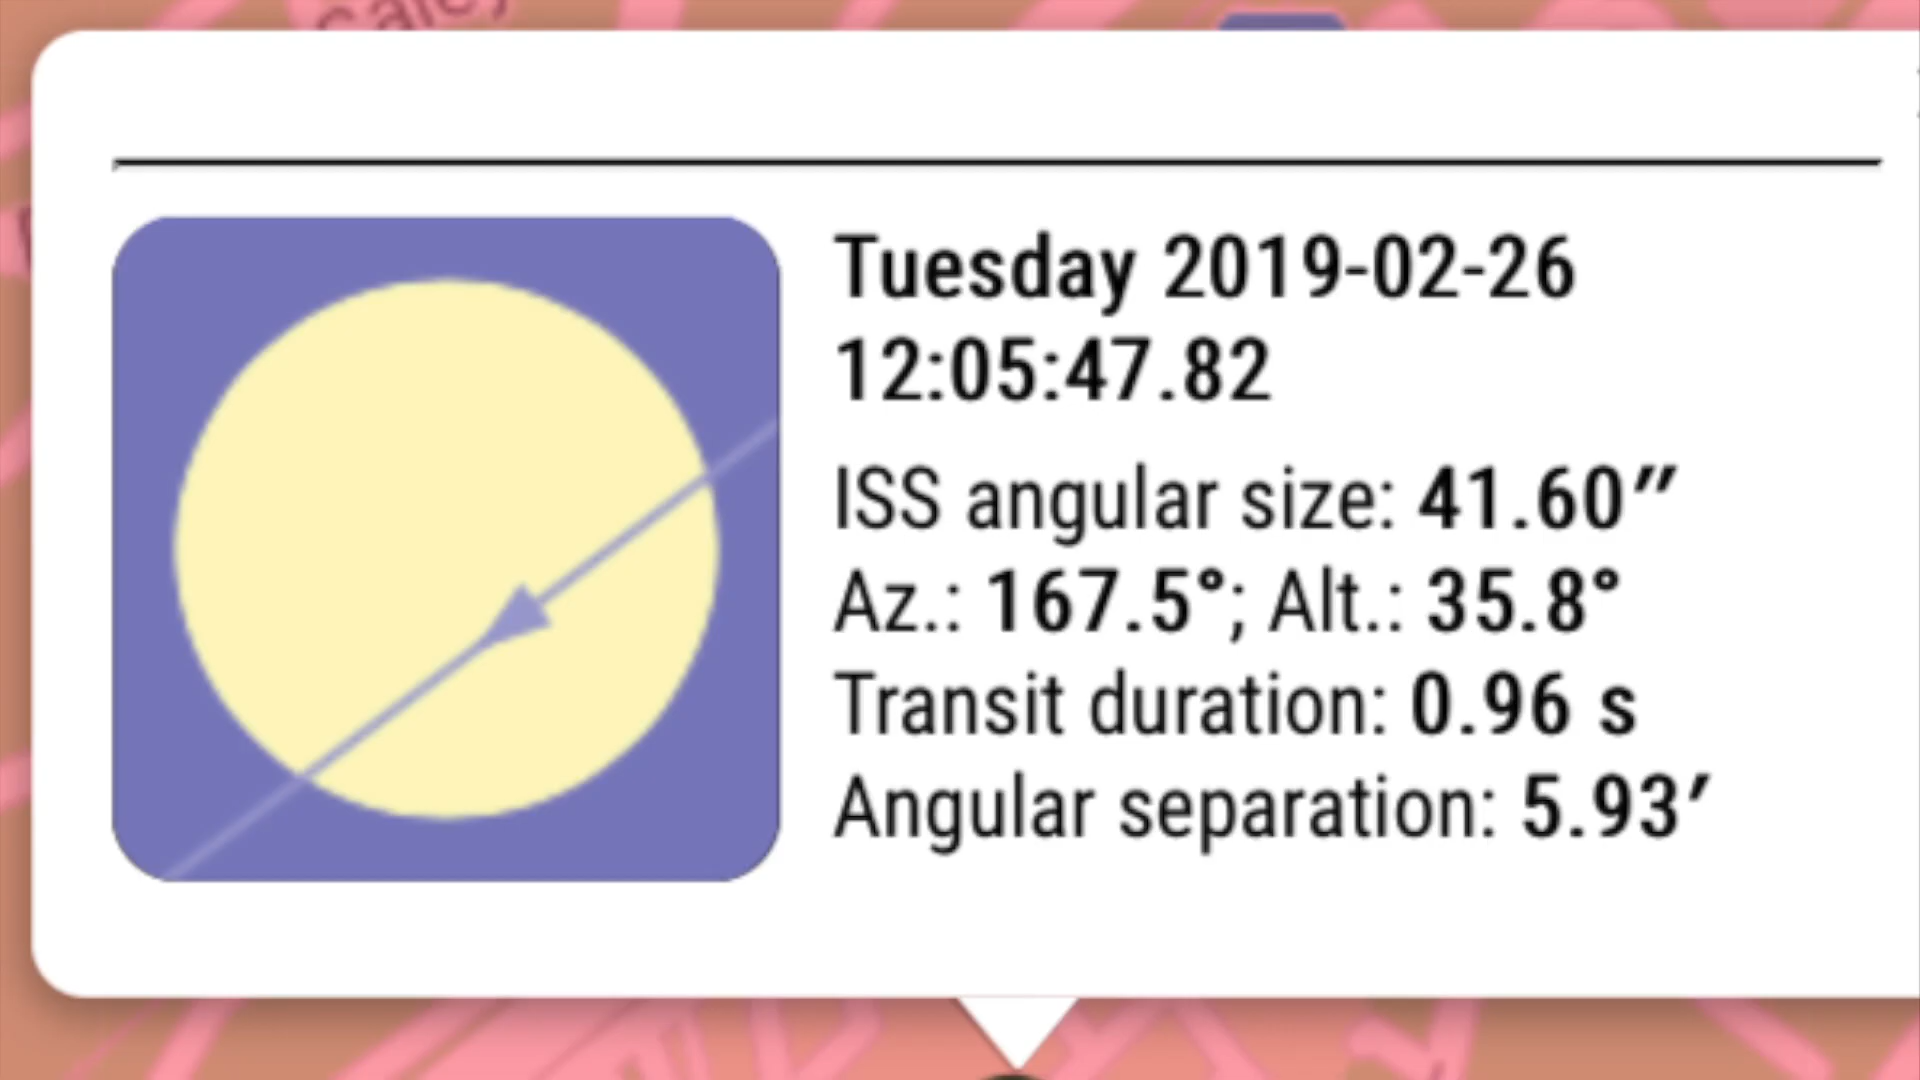 Tuesday 2019-02-26
12:05:47.82
ISS angular size: 41.60″
Az.: 167.5°; Alt.: 35.8°
Transit duration: 0.96 s
Angular separation: 5.93′